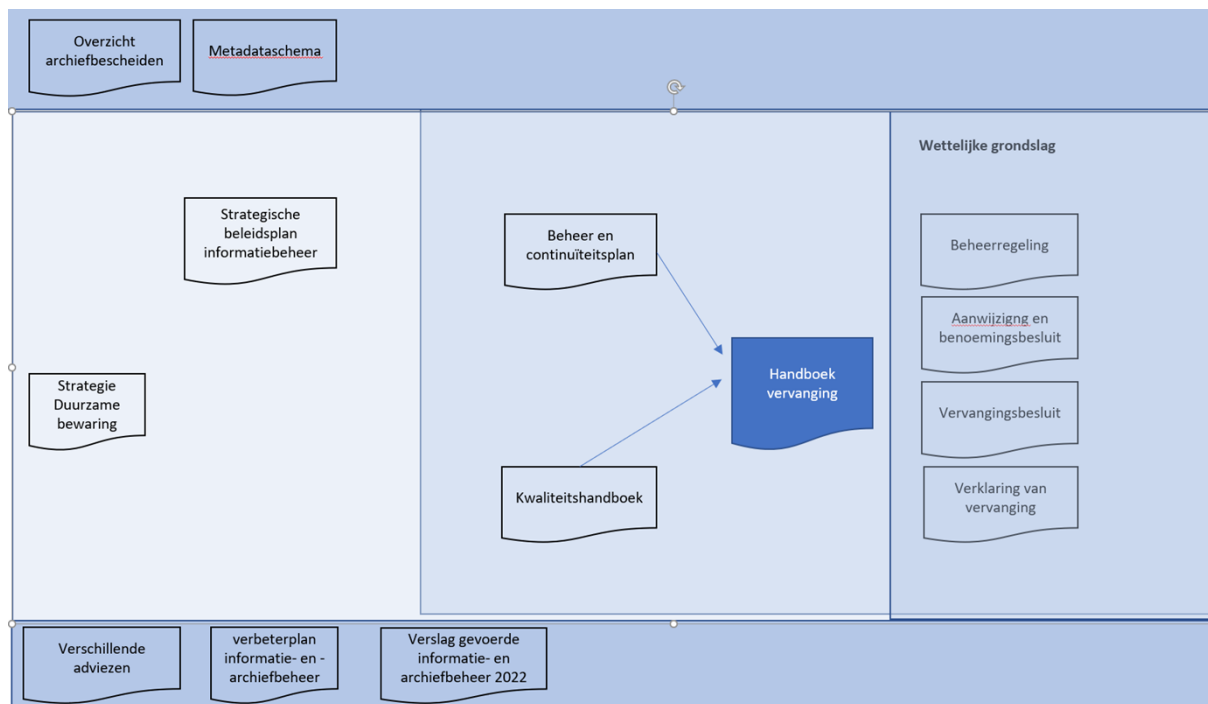 Overzicht
archiefbescheiden
Metadataschema
Wettelijke grondslag
Strategische
beleidsplan
informatiebeheer
Beheer en
continuïteitsplan
Beheerregeling
Aanwijzigng en
benoemingsbesluit
Handboek
vervanging
Strategie
Duurzame
bewaring
Vervangingsbesluit
Kwaliteitshandboek
Verklaring van
vervanging
Verschillende
adviezen
verbeterplan
informatie- en -
archiefbeheer
Verslag gevoerde
informatie- en
archiefbeheer 2022